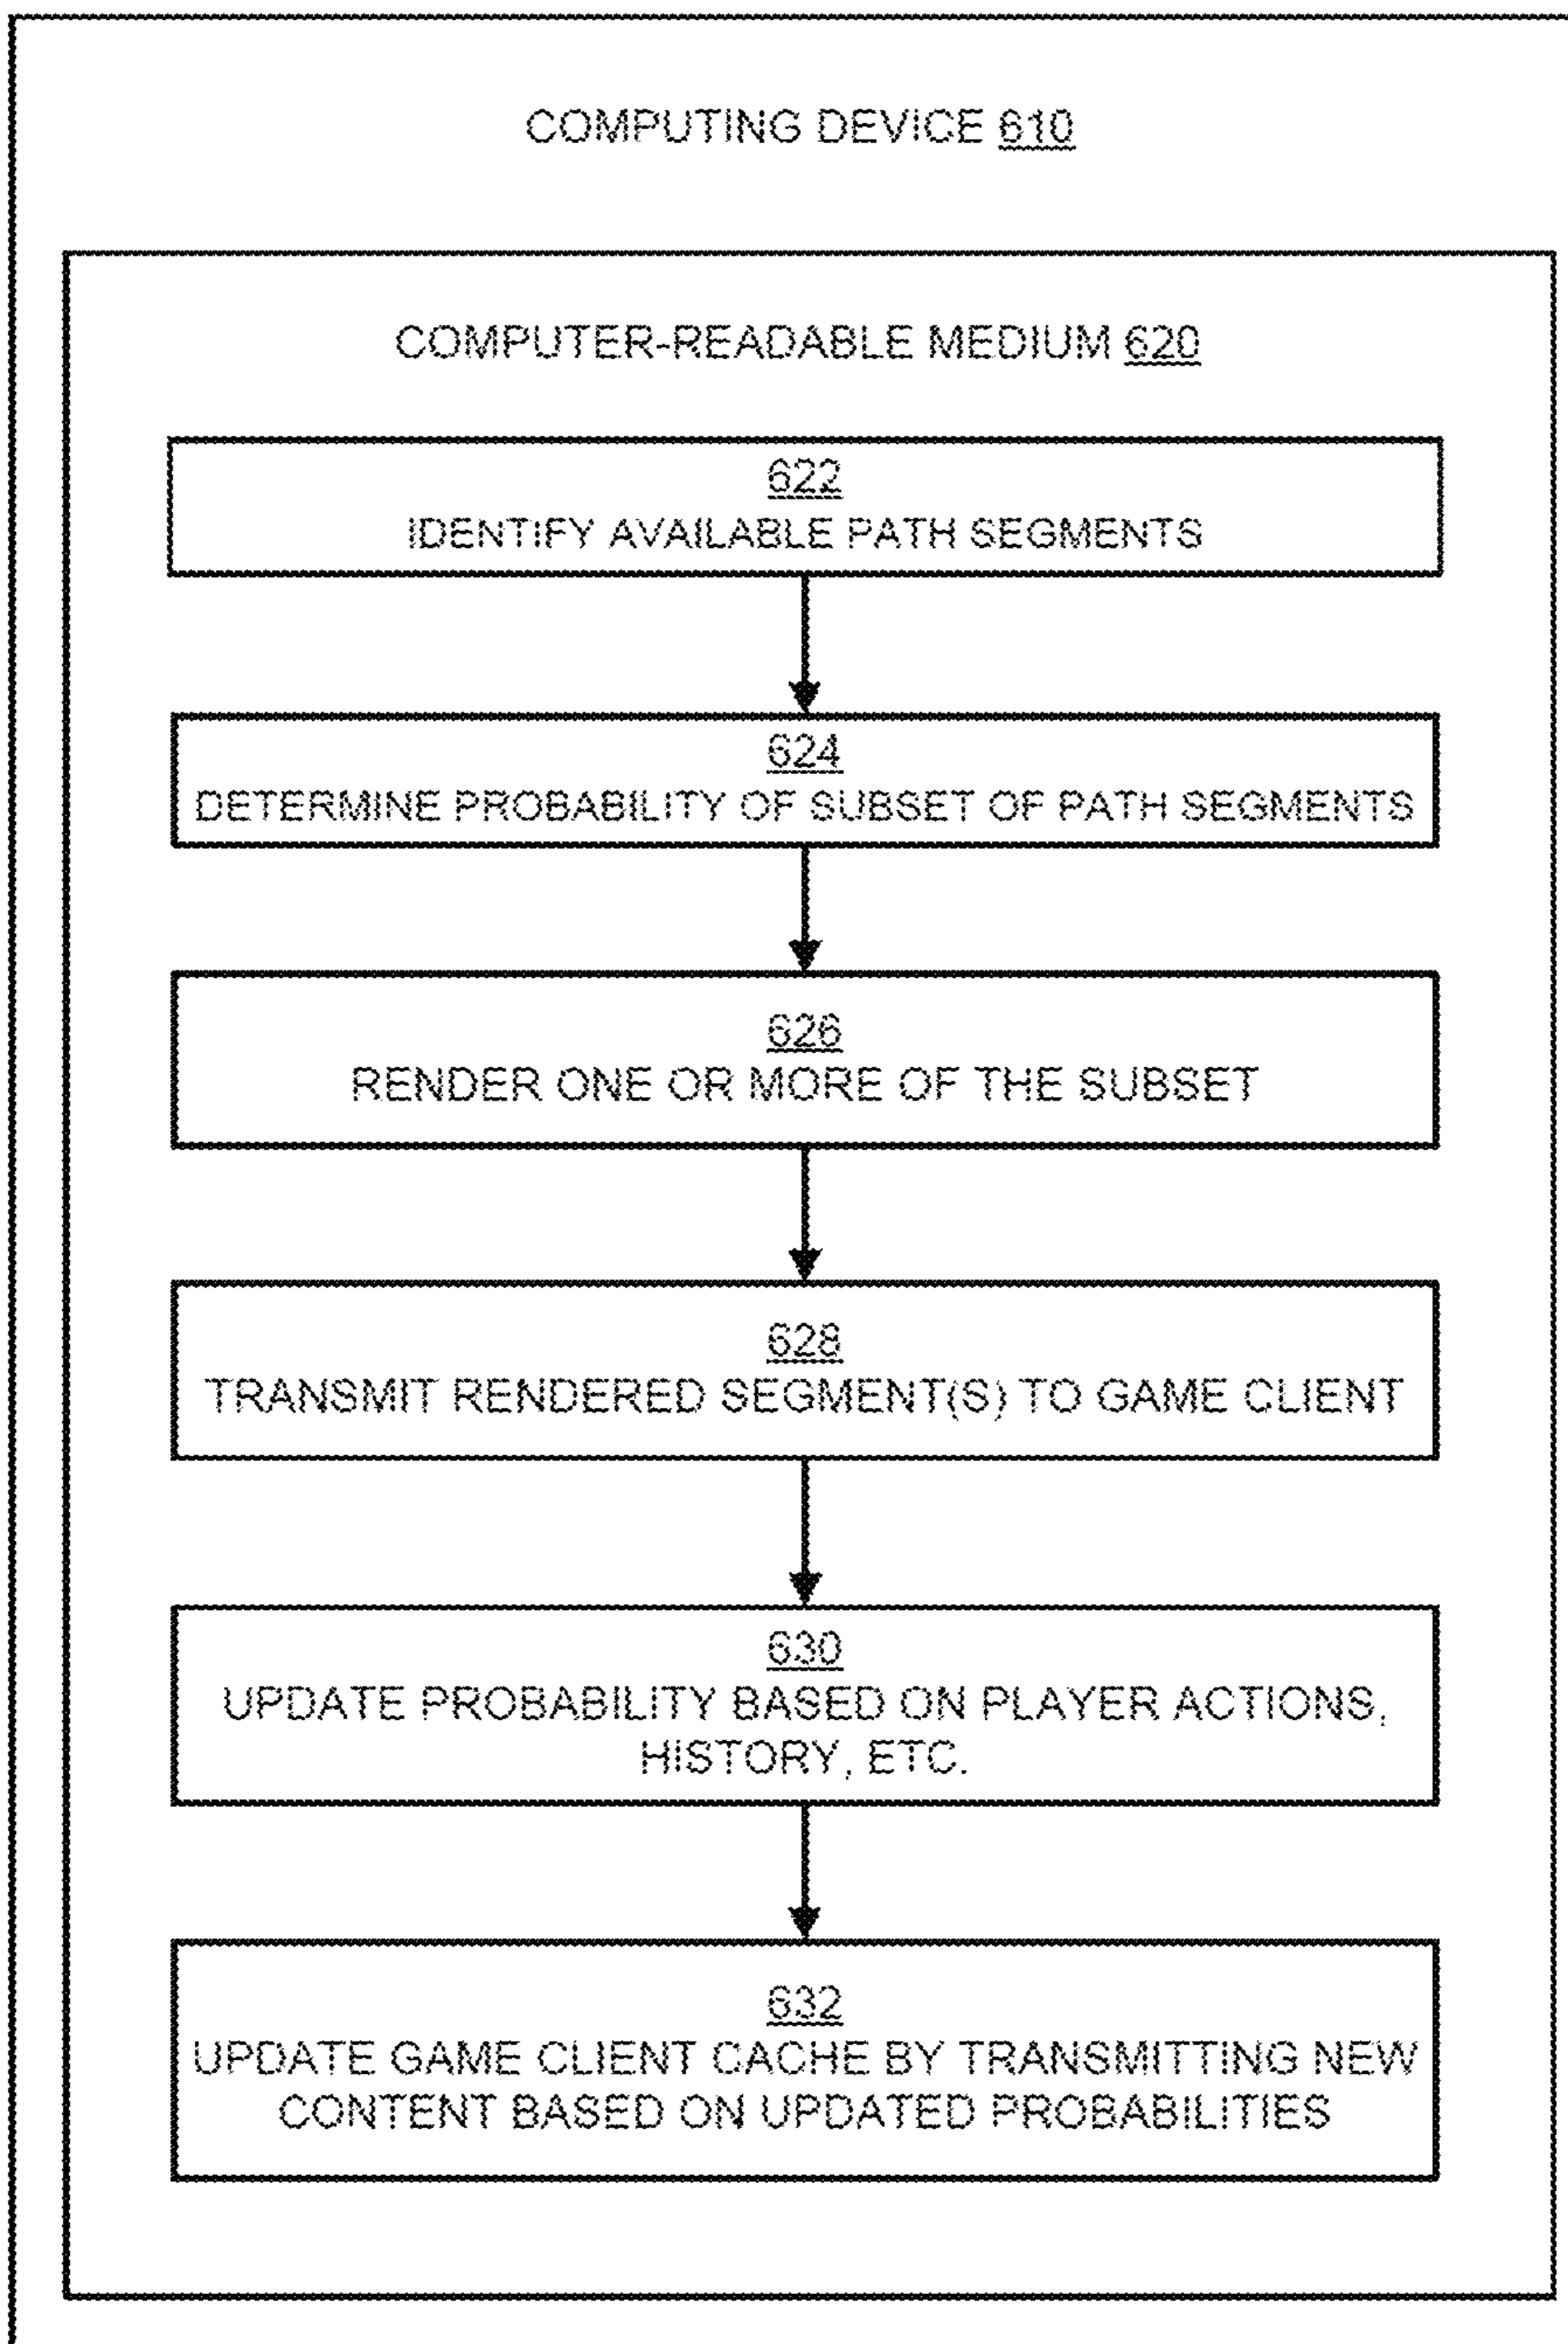 COMPUTING DEVICE 610
COMPUTER-READABLE MEDIUM 620
622
IDENTIFY AVAILABLE PATH SEGMENTS
624
DETERMINE PROBABILITY OF SUBSET OF PATH SEGMENTS
626
RENDER ONE OR MORE OF THE SUBSET
628
TRANSMIT RENDERED SEGMENT(S) TO GAME CLIENT
630
UPDATE PROBABILITY BASED ON PLAYER ACTIONS,
HISTORY, ETC.
632
UPDATE GAME CLIENT CACHE BY TRANSMITTING NEW
CONTENT BASED ON UPDATED PROBABILITIES